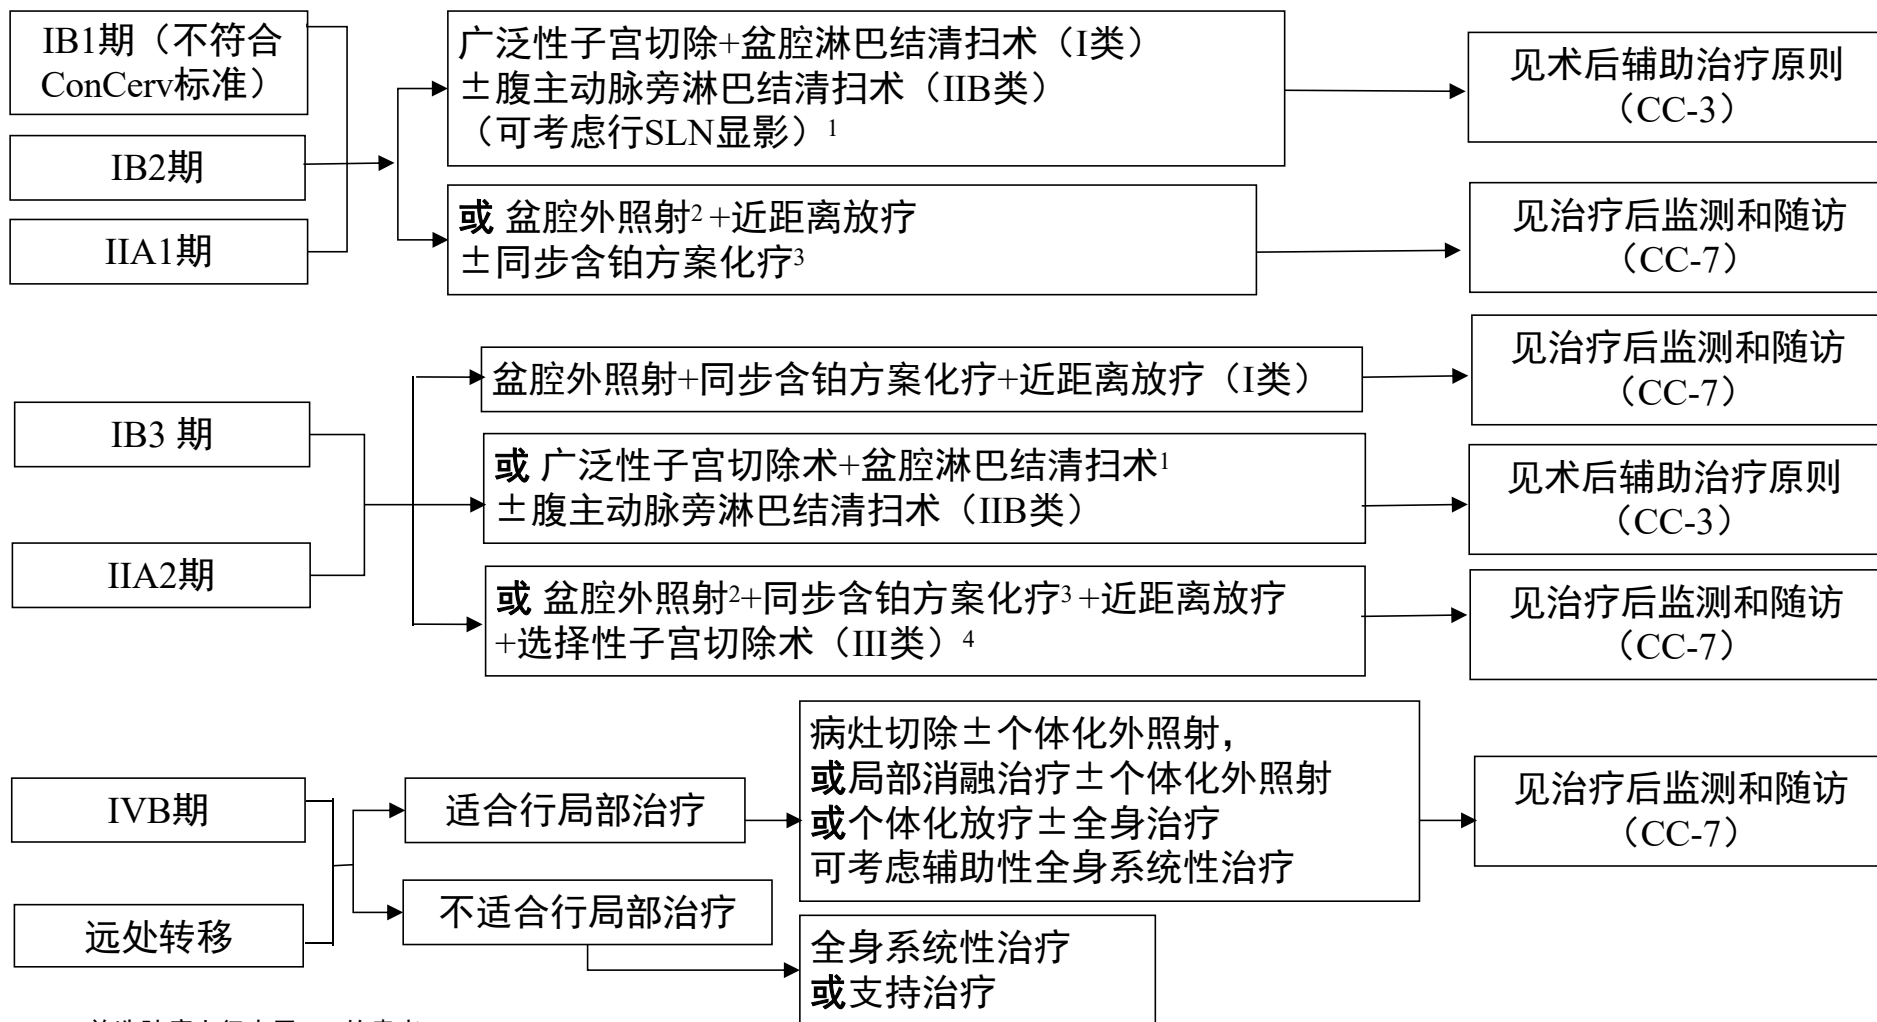 IB1期（不符合
ConCerv标准）
IB2期
IIA1期
广泛性子宫切除+盆腔淋巴结清扫术（I类）
±腹主动脉旁淋巴结清扫术（IIB类）
（可考虑行SLN显影）1
见术后辅助治疗原则
（CC-3）
或 盆腔外照射2 +近距离放疗
±同步含铂方案化疗3
见治疗后监测和随访
（CC-7）
IB3 期
IIA2期
盆腔外照射+同步含铂方案化疗+近距离放疗（I类）
见治疗后监测和随访
（CC-7）
或 广泛性子宫切除术+盆腔淋巴结清扫术1
±腹主动脉旁淋巴结清扫术（IIB类）
见术后辅助治疗原则
（CC-3）
或 盆腔外照射2+同步含铂方案化疗3 +近距离放疗
+选择性子宫切除术（III类）4
见治疗后监测和随访
（CC-7）
IVB期
远处转移
适合行局部治疗
病灶切除±个体化外照射，
或局部消融治疗±个体化外照射
或个体化放疗±全身治疗
可考虑辅助性全身系统性治疗
见治疗后监测和随访
（CC-7）
不适合行局部治疗
全身系统性治疗
或支持治疗